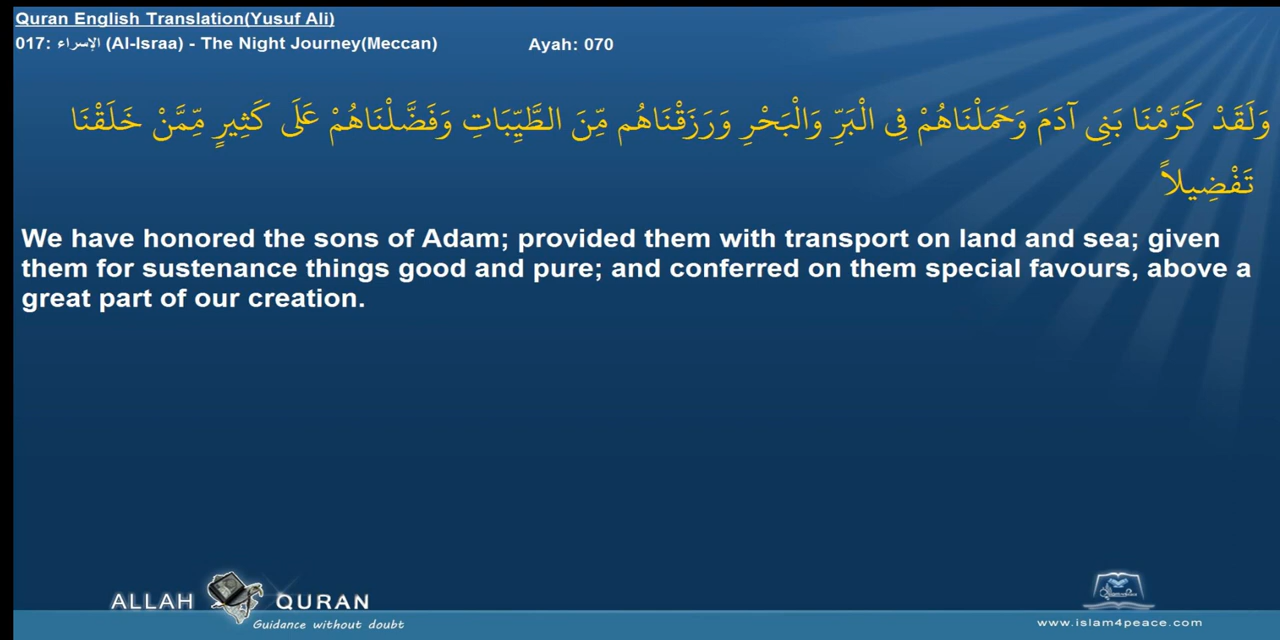 Quran English Translation(Yusuf Ali)
017: الإسراء (Al-Israa) - The Night Journey(Meccan) Ayah: 070
وَلَقَدْ كَرَّمْنَا بَنِى آدَمَ وَحَمَلْنَاهُمْ فِى الْبَرِّ وَالْبَحْرِ وَرَزَقْنَاهُم مِّنَ الطَّيِّبَاتِ وَفَضَّلْنَاهُمْ عَلَى كَثِيرٍ مِّمَّنْ خَلَقْنَا
تَفْضِيلاً
We have honored the sons of Adam; provided them with transport on land and sea; given
them for sustenance things good and pure; and conferred on them special favours, above a
great part of our creation.
ALLAH QURAN
Guidance without doubt
www.islam4peace.com